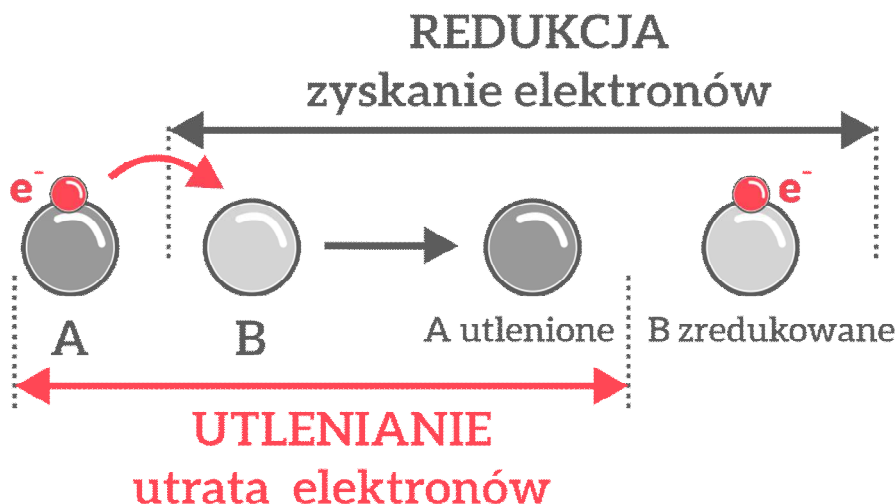 REDUKCJA
zyskanie elektronów
e⁻
e⁻
A
B
A utlenione
B zredukowane
UTLENIANIE
utrata elektronów